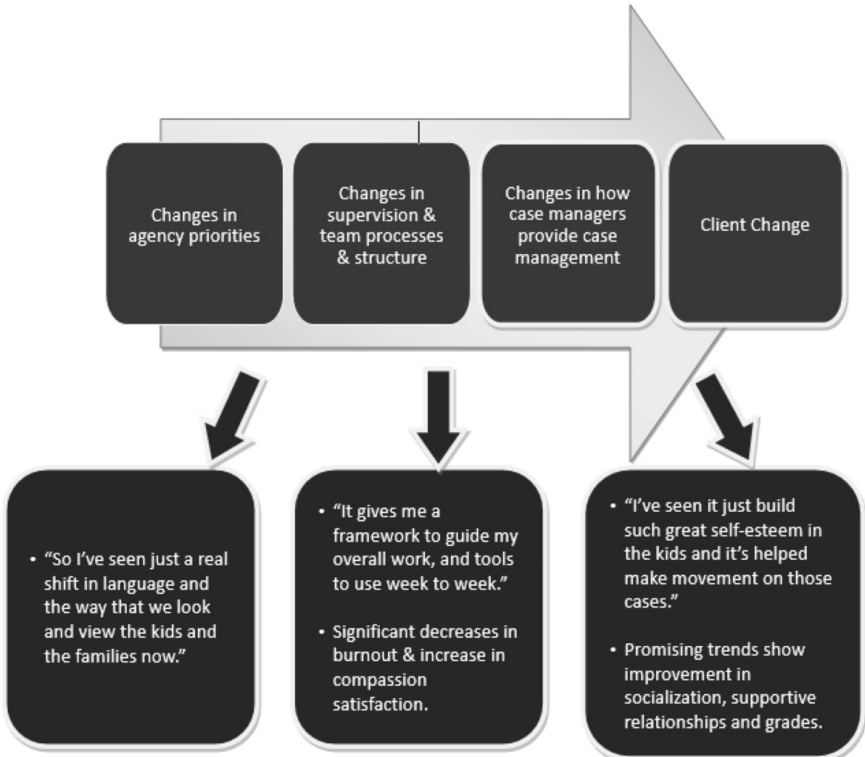 Changes in
agency priorities
Changes in
supervision &
team processes
& structure
Changes in how
case managers
provide case
management
Client Change
• “So I’ve seen just a real
shift in language and
the way that we look
and view the kids and
the families now.”
• “It gives me a
framework to guide my
overall work, and tools
to use week to week.”
• Significant decreases in
burnout & increase in
compassion
satisfaction.
• “I’ve seen it just build
such great self-esteem in
the kids and it’s helped
make movement on those
cases.”
• Promising trends show
improvement in
socialization, supportive
relationships and grades.